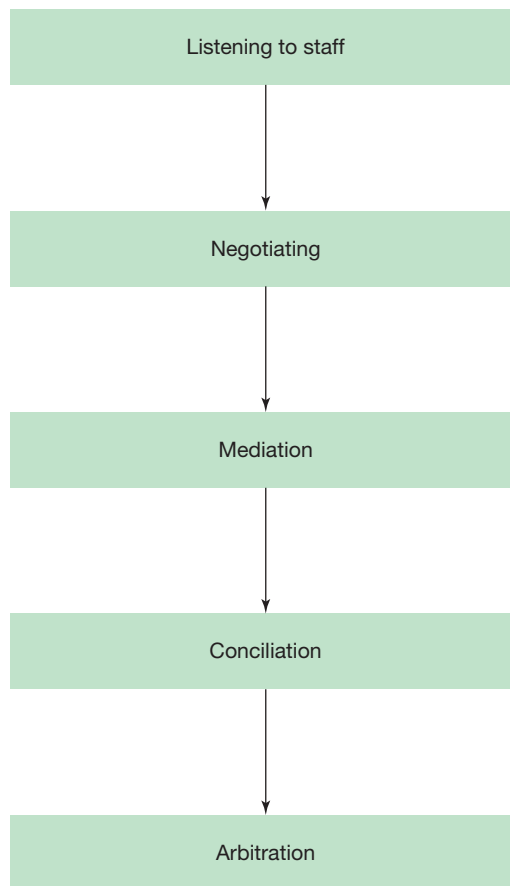 Listening to staff
Negotiating
Mediation
Conciliation
Arbitration